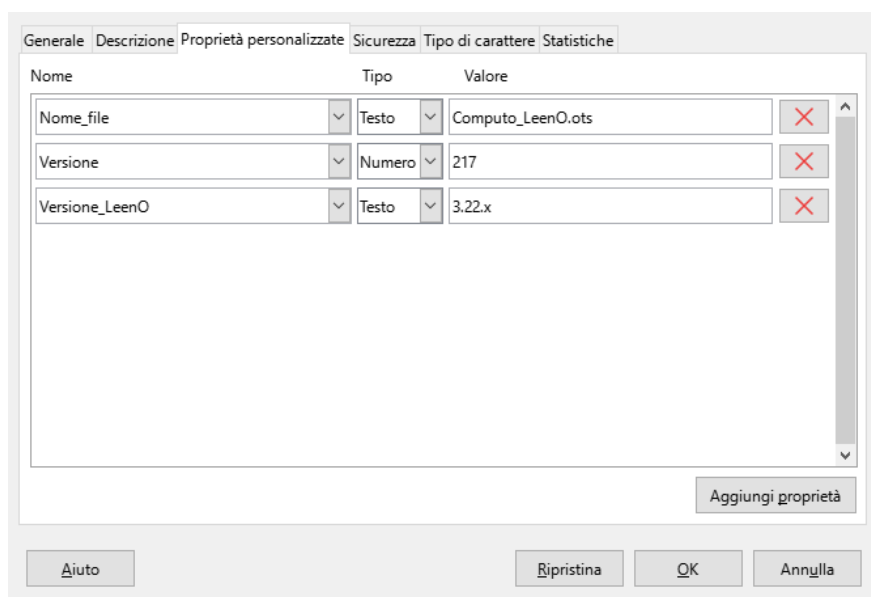 Generale Descrizione Proprietà personalizzate Sicurezza Tipo di carattere Statistiche
Nome Tipo Valore
Nome_file Testo Computo_LeenO.ots
Versione Numero 217
Versione_LeenO Testo 3.22.x
Aggiungi proprietà
Aiuto Ripristina OK Annulla